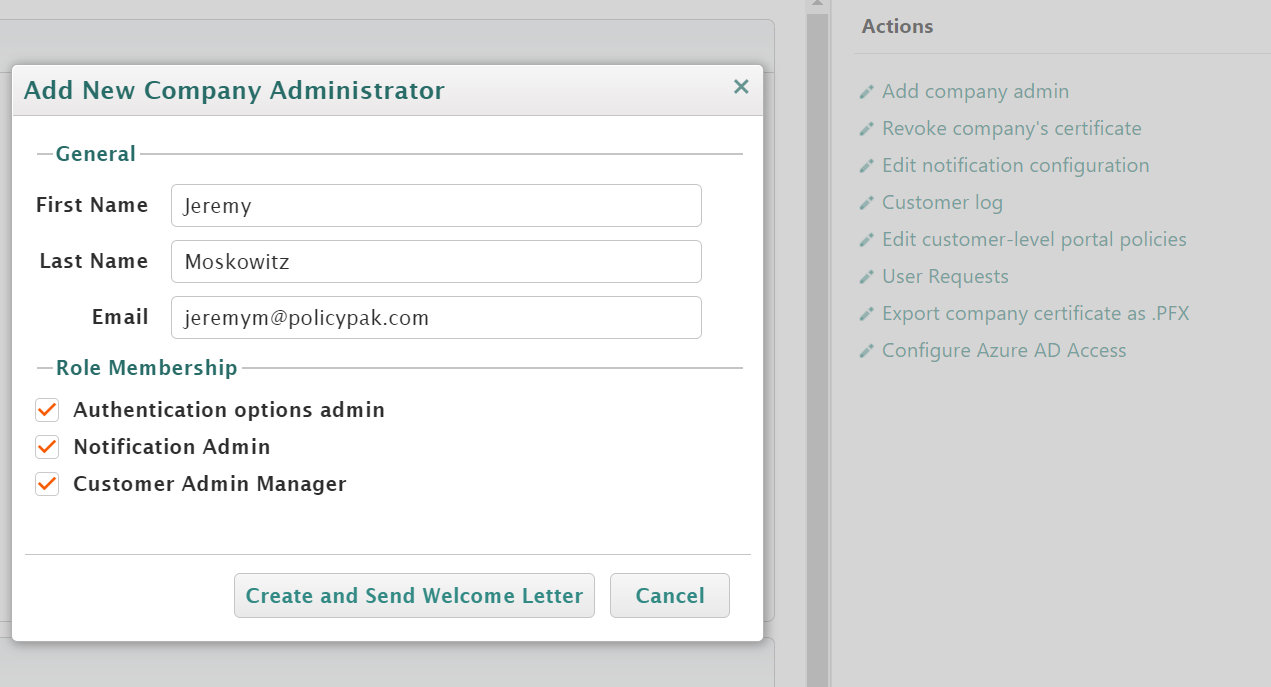 Add New Company Administrator
General
First Name Jeremy
Last Name Moskowitz
Email jeremym@policypak.com
Role Membership
Authentication options admin
Notification Admin
Customer Admin Manager
Create and Send Welcome Letter Cancel
Actions
Add company admin
Revoke company's certificate
Edit notification configuration
Customer log
Edit customer-level portal policies
User Requests
Export company certificate as .PFX
Configure Azure AD Access